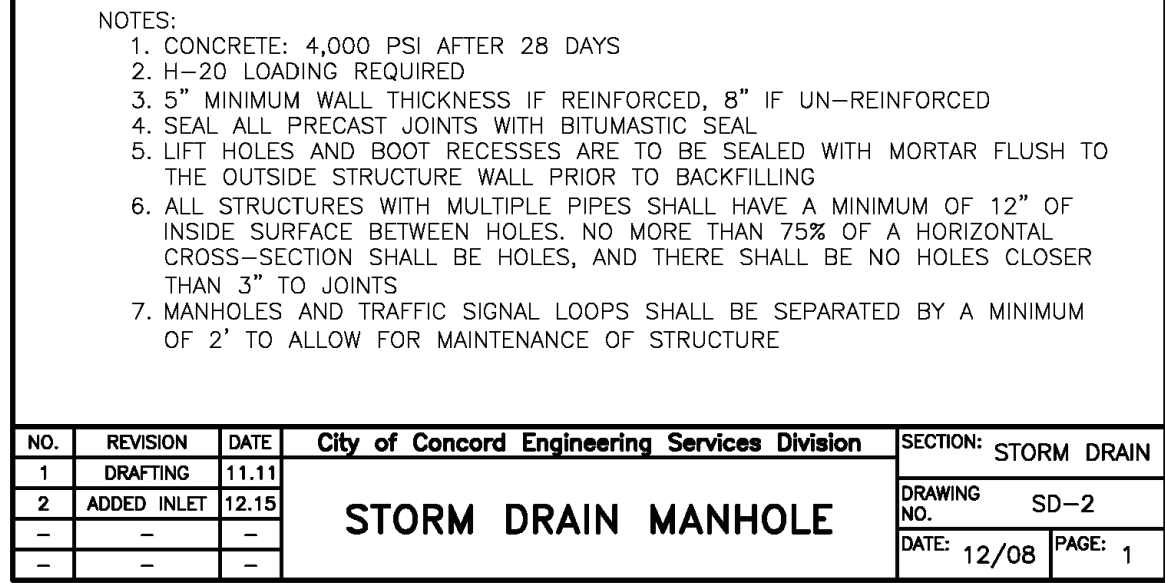 NOTES:
1. CONCRETE: 4,000 PSI AFTER 28 DAYS
2. H-20 LOADING REQUIRED
3. 5" MINIMUM WALL THICKNESS IF REINFORCED, 8" IF UN-REINFORCED
4. SEAL ALL PRECAST JOINTS WITH BITUMASTIC SEAL
5. LIFT HOLES AND BOOT RECESSES ARE TO BE SEALED WITH MORTAR FLUSH TO
THE OUTSIDE STRUCTURE WALL PRIOR TO BACKFILLING
6. ALL STRUCTURES WITH MULTIPLE PIPES SHALL HAVE A MINIMUM OF 12" OF
INSIDE SURFACE BETWEEN HOLES. NO MORE THAN 75% OF A HORIZONTAL
CROSS-SECTION SHALL BE HOLES, AND THERE SHALL BE NO HOLES CLOSER
THAN 3" TO JOINTS
7. MANHOLES AND TRAFFIC SIGNAL LOOPS SHALL BE SEPARATED BY A MINIMUM
OF 2' TO ALLOW FOR MAINTENANCE OF STRUCTURE
NO. REVISION DATE
1 DRAFTING 11.11
2 ADDED INLET 12.15
- - -
- - -
City of Concord Engineering Services Division
STORM DRAIN MANHOLE
SECTION: STORM DRAIN
DRAWING
NO. SD-2
DATE: 12/08 PAGE: 1